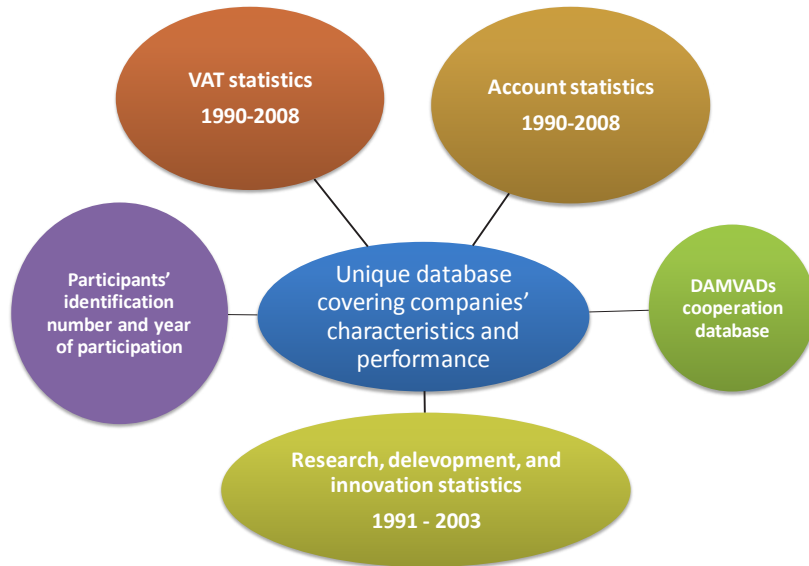 VAT statistics
1990-2008
Account statistics
1990-2008
Participants’
identification
number and year
of participation
Unique database
covering companies’
characteristics and
performance
DAMVADs
cooperation
database
Research, delevopment, and
innovation statistics
1991 - 2003